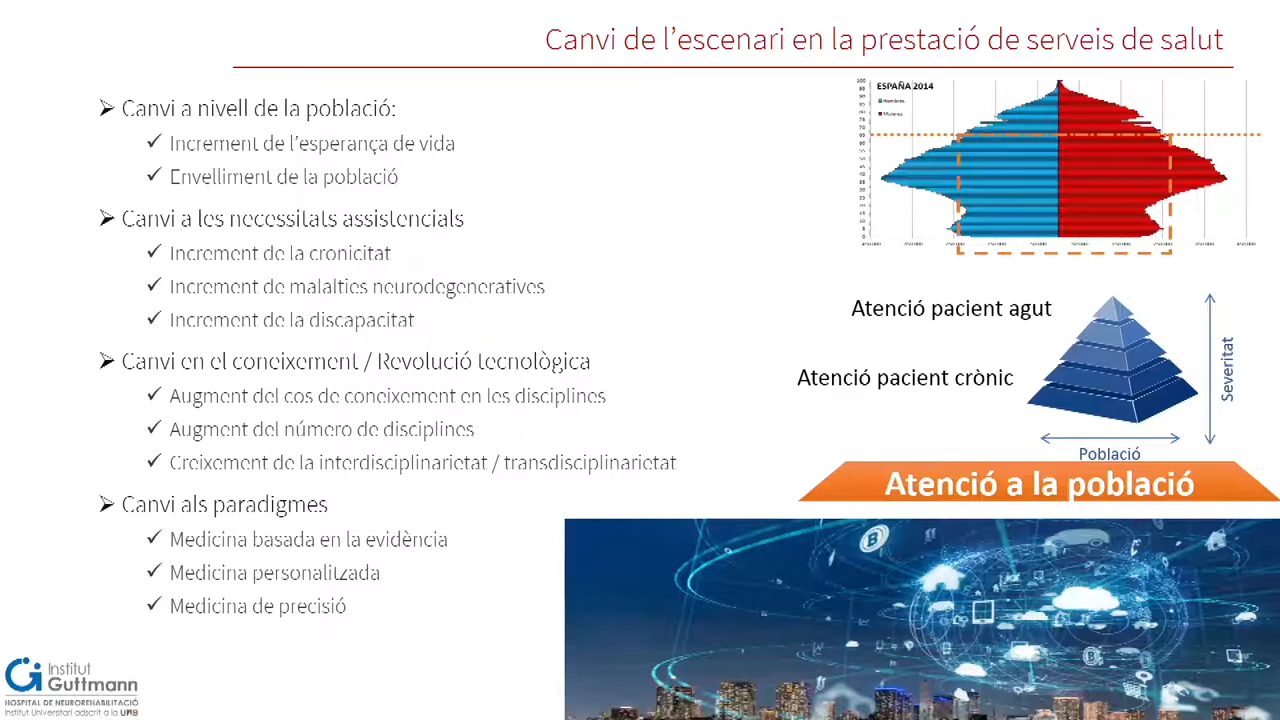 Canvi de l'escenari en la prestació de serveis de salut
Canvi a nivell de la població:
Increment de l'esperança de vida
Envelliment de la població
Canvi a les necessitats assistencials
Increment de la cronicitat
Increment de malalties neurodegeneratives
Increment de la discapacitat
Canvi en el coneixement / Revolució tecnològica
Augment del cos de coneixement en les disciplines
Augment del número de disciplines
Creixement de la interdisciplinarietat / transdisciplinarietat
Canvi als paradigmes
Medicina basada en la evidència
Medicina personalitzada
Medicina de precisió
ESPAÑA 2014
Hombres
Mujeres
Atenció pacient agut
Atenció pacient crònic
Severitat
Població
Atenció a la població
Institut
Guttmann
HOSPITAL DE NEUROREHABILITACIÓ
Institut Universitari adscrit a la UAB